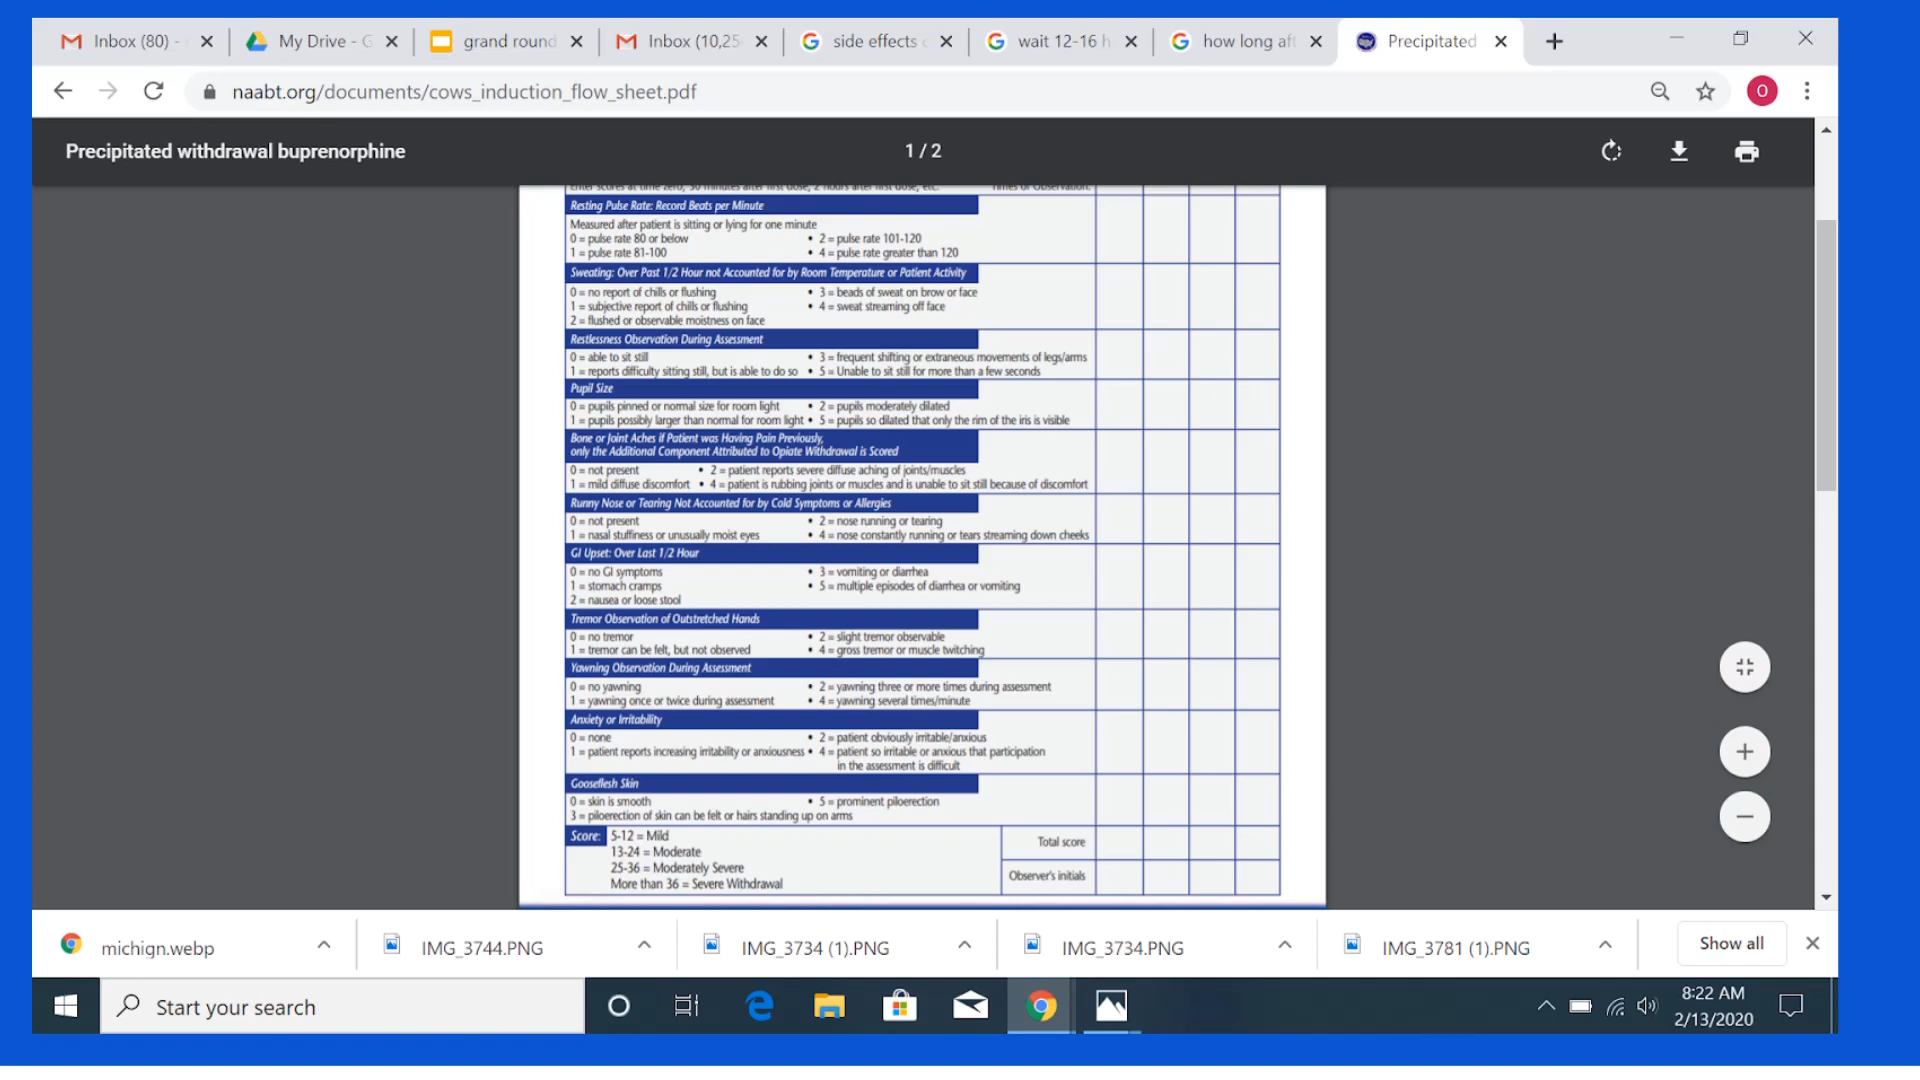 Inbox (80) -
My Drive - G
grand round
Inbox (10,25
side effects o
wait 12-16 h
how long aft
Precipitated
naabt.org/documents/cows_induction_flow_sheet.pdf
O
Precipitated withdrawal buprenorphine
1 / 2
Enter scores at time zero, 30 minutes after first dose, 2 hours after first dose, etc. Times of Observation:
Resting Pulse Rate: Record Beats per Minute
Measured after patient is sitting or lying for one minute
0 = pulse rate 80 or below • 2 = pulse rate 101-120
1 = pulse rate 81-100 • 4 = pulse rate greater than 120
Sweating: Over Past 1/2 Hour not Accounted for by Room Temperature or Patient Activity
0 = no report of chills or flushing • 3 = beads of sweat on brow or face
1 = subjective report of chills or flushing • 4 = sweat streaming off face
2 = flushed or observable moistness on face
Restlessness Observation During Assessment
0 = able to sit still • 3 = frequent shifting or extraneous movements of legs/arms
1 = reports difficulty sitting still, but is able to do so • 5 = Unable to sit still for more than a few seconds
Pupil Size
0 = pupils pinned or normal size for room light • 2 = pupils moderately dilated
1 = pupils possibly larger than normal for room light • 5 = pupils so dilated that only the rim of the iris is visible
Bone or Joint Aches if Patient was Having Pain Previously,
only the Additional Component Attributed to Opiate Withdrawal is Scored
0 = not present • 2 = patient reports severe diffuse aching of joints/muscles
1 = mild diffuse discomfort • 4 = patient is rubbing joints or muscles and is unable to sit still because of discomfort
Runny Nose or Tearing Not Accounted for by Cold Symptoms or Allergies
0 = not present • 2 = nose running or tearing
1 = nasal stuffiness or unusually moist eyes • 4 = nose constantly running or tears streaming down cheeks
GI Upset: Over Last 1/2 Hour
0 = no GI symptoms • 3 = vomiting or diarrhea
1 = stomach cramps • 5 = multiple episodes of diarrhea or vomiting
2 = nausea or loose stool
Tremor Observation of Outstretched Hands
0 = no tremor • 2 = slight tremor observable
1 = tremor can be felt, but not observed • 4 = gross tremor or muscle twitching
Yawning Observation During Assessment
0 = no yawning • 2 = yawning three or more times during assessment
1 = yawning once or twice during assessment • 4 = yawning several times/minute
Anxiety or Irritability
0 = none • 2 = patient obviously irritable/anxious
1 = patient reports increasing irritability or anxiousness • 4 = patient so irritable or anxious that participation
in the assessment is difficult
Gooseflesh Skin
0 = skin is smooth • 5 = prominent piloerection
3 = piloerection of skin can be felt or hairs standing up on arms
Score: 5-12 = Mild
13-24 = Moderate
25-36 = Moderately Severe
More than 36 = Severe Withdrawal
Total score
Observer's initials
michign.webp
IMG_3744.PNG
IMG_3734 (1).PNG
IMG_3734.PNG
IMG_3781 (1).PNG
Show all
Start your search
8:22 AM
2/13/2020